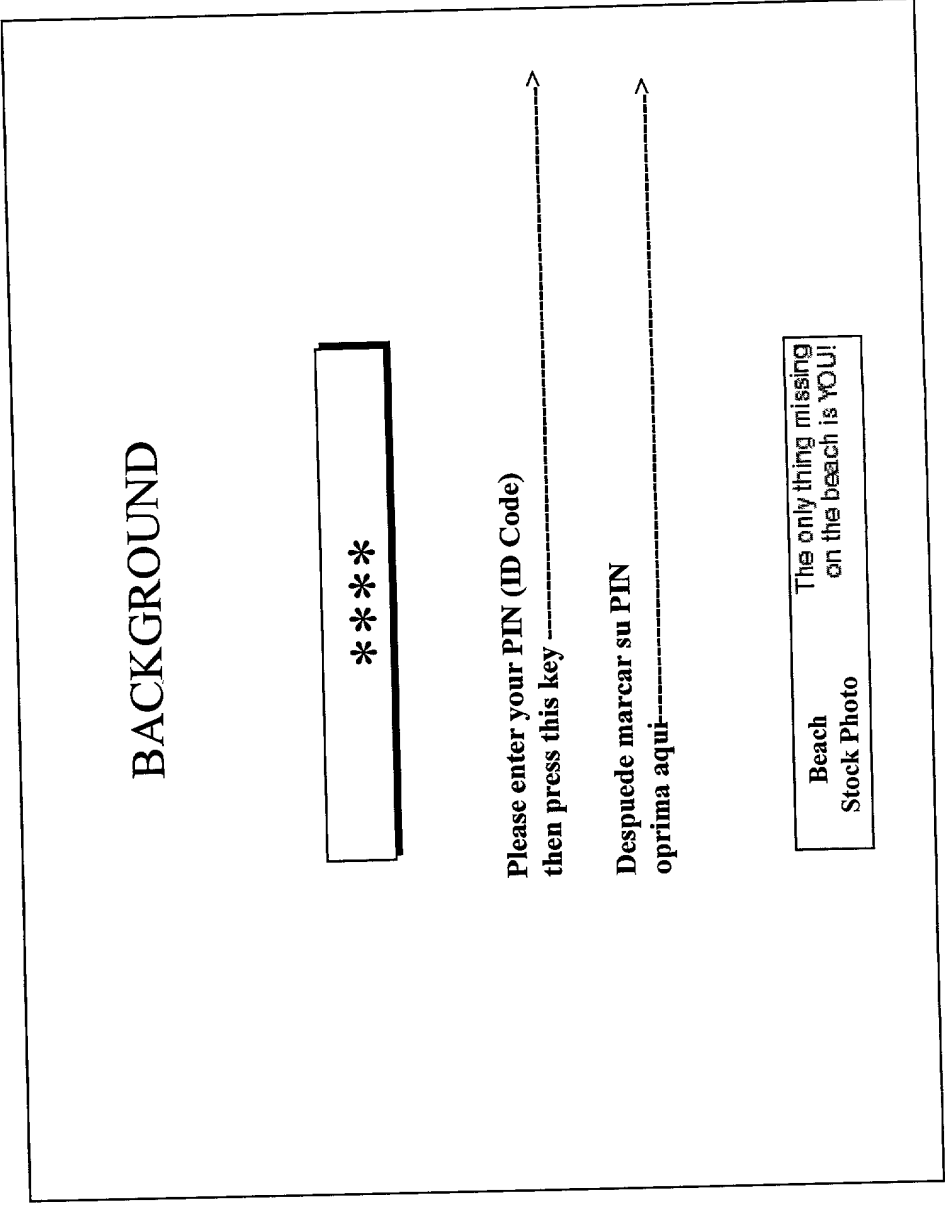 BACKGROUND
****
Please enter your PIN (ID Code)
then press this key ------------------------------------------------>
Despuede marcar su PIN
oprima aqui------------------------------------------------------>
Beach
Stock Photo
The only thing missing
on the beach is YOU!